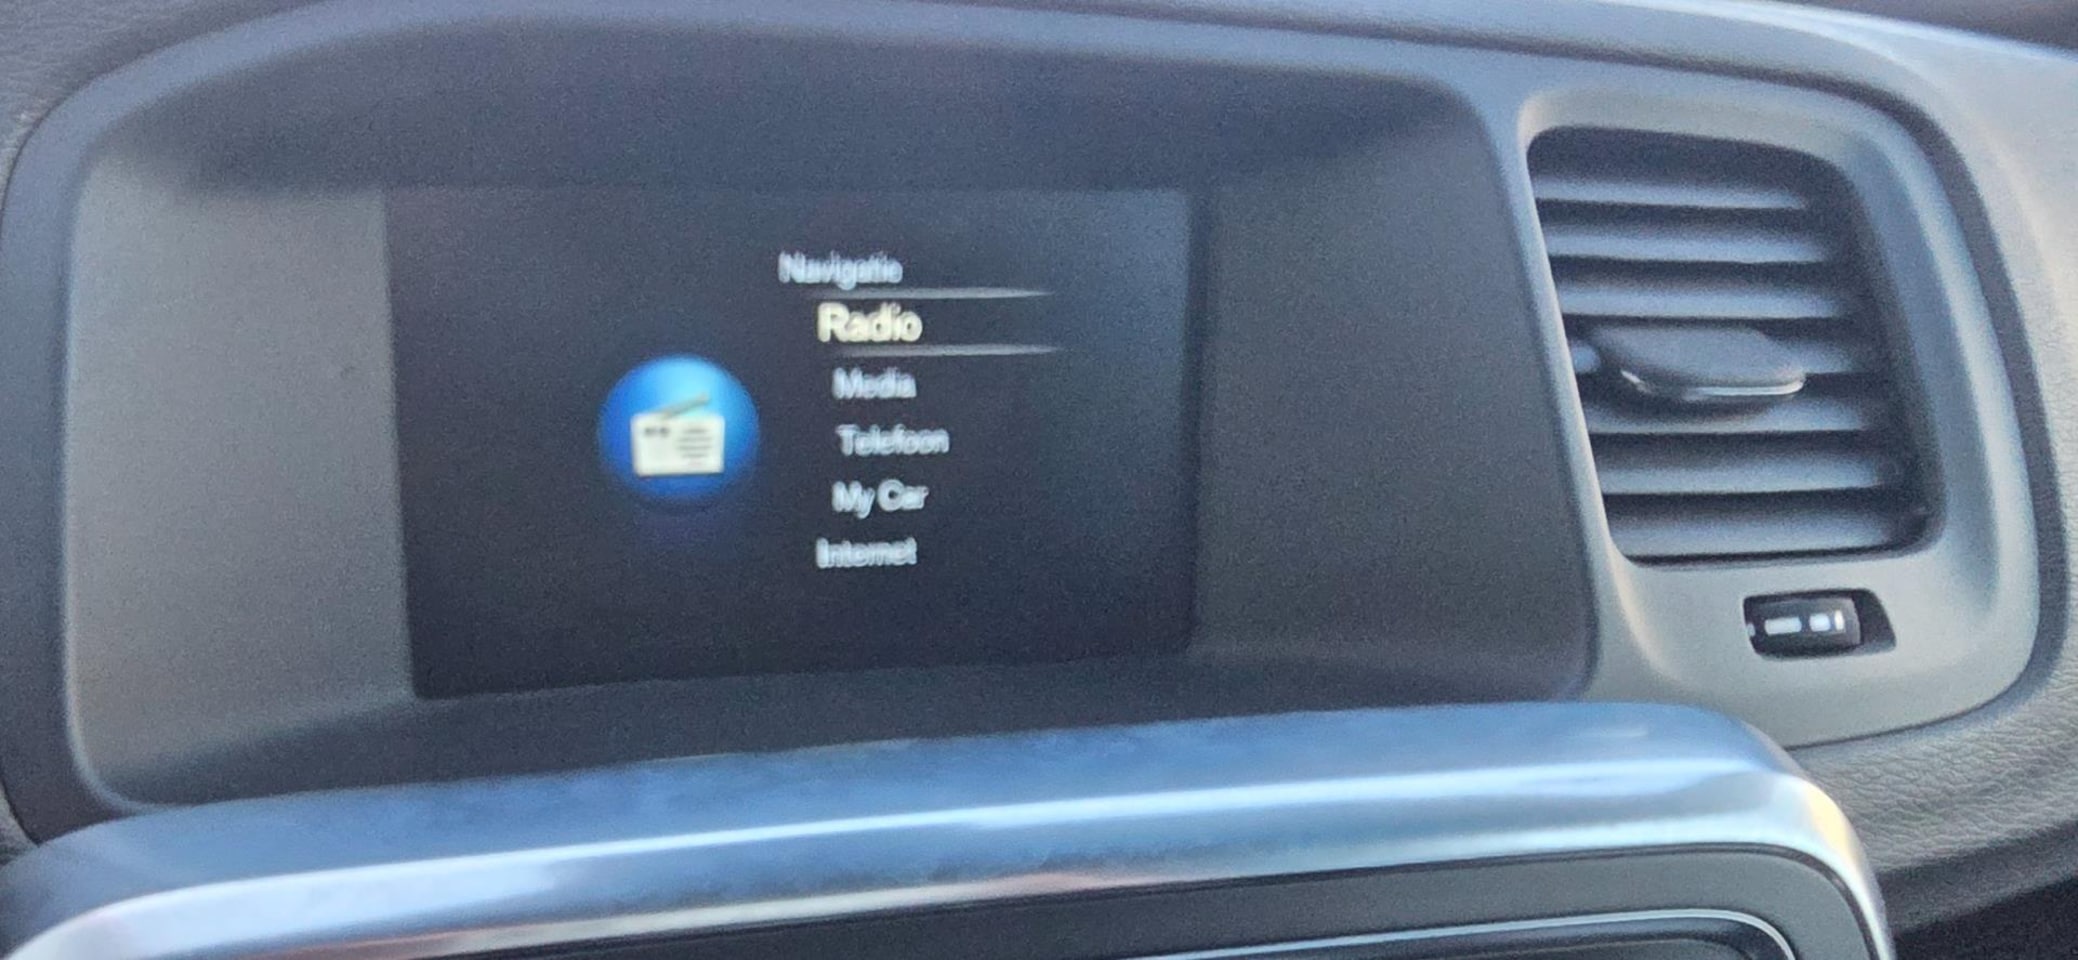 Navigatie
Radio
Media
Telefoon
My Car
Internet